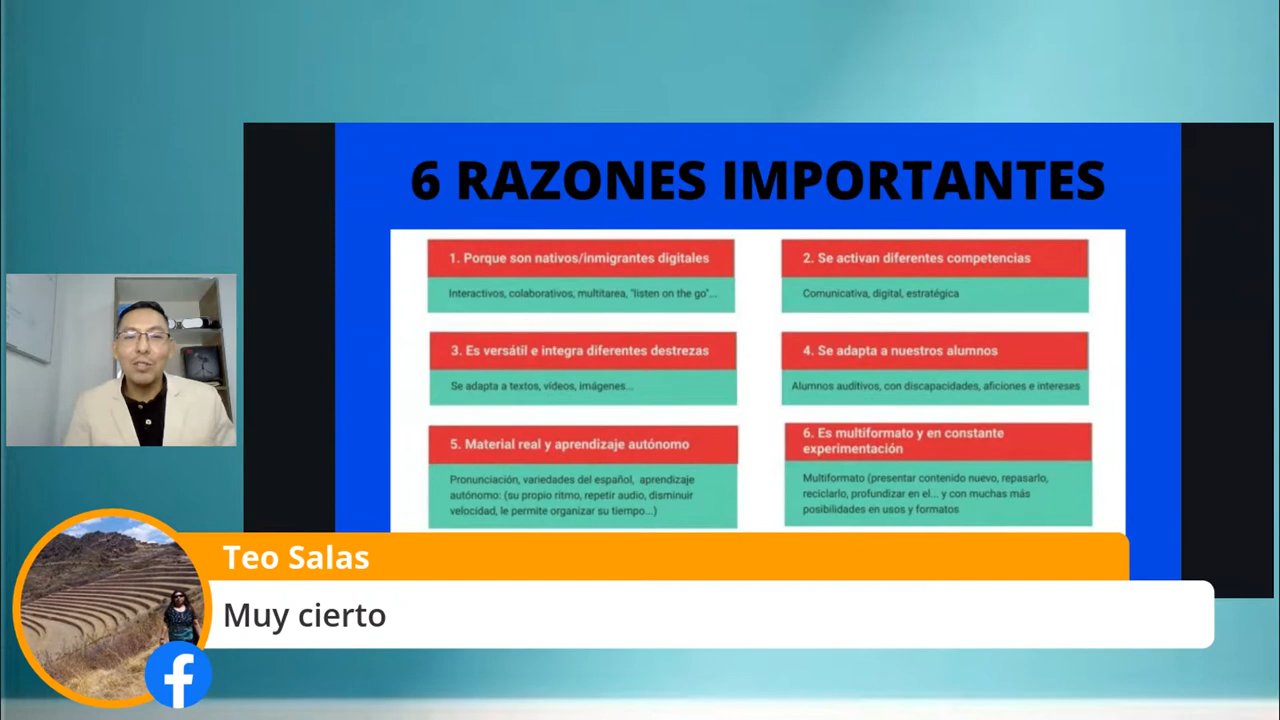 6 RAZONES IMPORTANTES
1. Porque son nativos/inmigrantes digitales
Interactivos, colaborativos, multitarea, "listen on the go"...
2. Se activan diferentes competencias
Comunicativa, digital, estratégica
3. Es versátil e integra diferentes destrezas
Se adapta a textos, vídeos, imágenes...
4. Se adapta a nuestros alumnos
Alumnos auditivos, con discapacidades, aficiones e intereses
5. Material real y aprendizaje autónomo
Pronunciación, variedades del español, aprendizaje
autónomo: (su propio ritmo, repetir audio, disminuir
velocidad, le permite organizar su tiempo...)
6. Es multiformato y en constante
experimentación
Multiformato (presentar contenido nuevo, repasarlo,
reciclarlo, profundizar en el... y con muchas más
posibilidades en usos y formatos
Teo Salas
Muy cierto